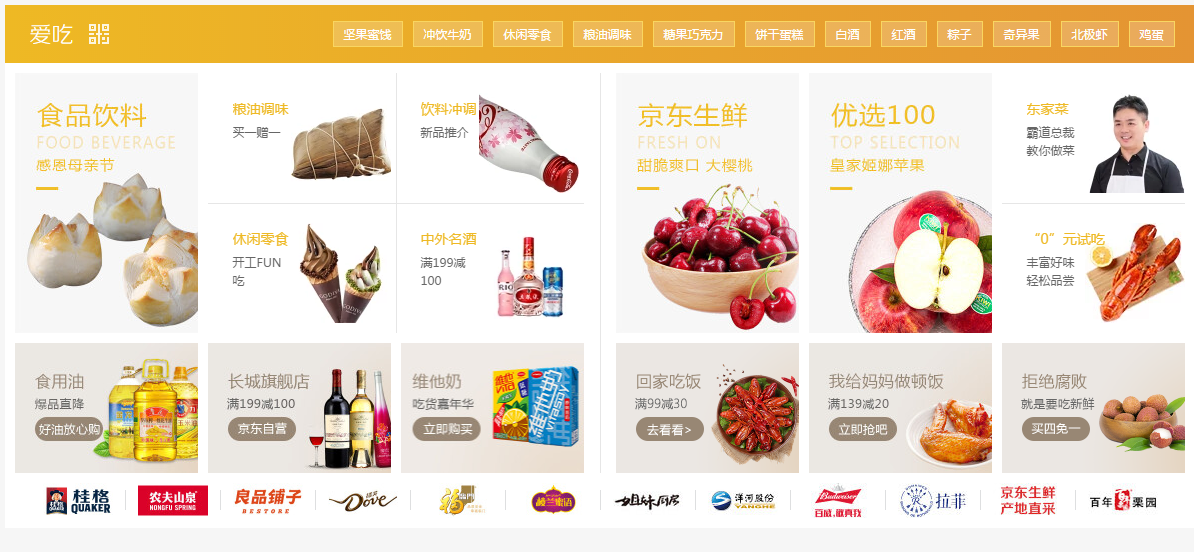 爱吃
坚果蜜饯
冲饮牛奶
休闲零食
粮油调味
糖果巧克力
饼干蛋糕
白酒
红酒
粽子
奇异果
北极虾
鸡蛋
食品饮料
FOOD BEVERAGE
感恩母亲节
粮油调味
买一赠一
饮料冲调
新品推介
休闲零食
开工FUN
吃
中外名酒
满199减
100
京东生鲜
FRESH ON
甜脆爽口 大樱桃
优选100
TOP SELECTION
皇家姬娜苹果
东家菜
霸道总裁
教你做菜
“0”元试吃
丰富好味
轻松品尝
食用油
爆品直降
好油放心购
长城旗舰店
满199减100
京东自营
维他奶
吃货嘉年华
立即购买
回家吃饭
满99减30
去看看>
我给妈妈做顿饭
满139减20
立即抢吧
拒绝腐败
就是要吃新鲜
买四免一
桂格
QUAKER
农夫山泉
NONGFU SPRING
良品铺子
BESTORE
Dove
楼兰蜜语
姐妹厨房
洋河股份
YANGHE
Budweiser
百威,敬真我
拉菲
京东生鲜
产地直采
百年
栗园